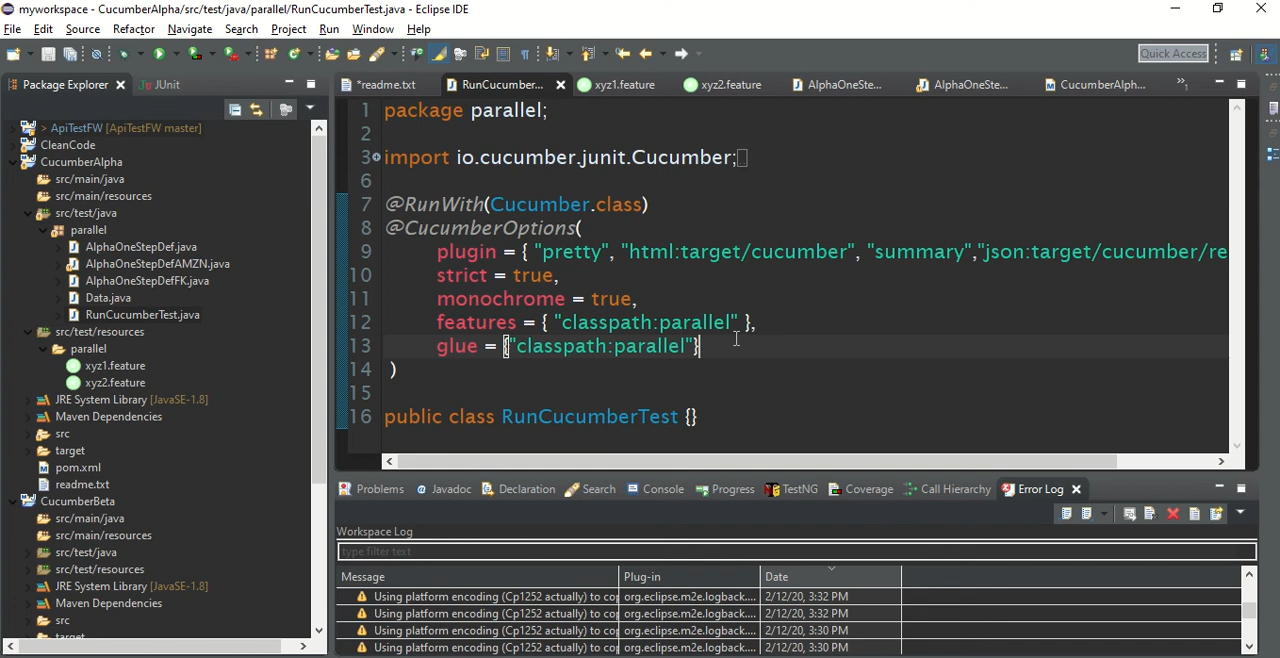 myworkspace - CucumberAlpha/src/test/java/parallel/RunCucumberTest.java - Eclipse IDE
File Edit Source Refactor Navigate Search Project Run Window Help
Quick Access
Package Explorer JUnit
> ApiTestFW [ApiTestFW master]
CleanCode
CucumberAlpha
src/main/java
src/main/resources
src/test/java
parallel
AlphaOneStepDef.java
AlphaOneStepDefAMZN.java
AlphaOneStepDefFK.java
Data.java
RunCucumberTest.java
src/test/resources
parallel
xyz1.feature
xyz2.feature
JRE System Library [JavaSE-1.8]
Maven Dependencies
src
target
pom.xml
readme.txt
CucumberBeta
src/main/java
src/main/resources
src/test/java
src/test/resources
JRE System Library [JavaSE-1.8]
Maven Dependencies
src
target
*readme.txt RunCucumber... xyz1.feature xyz2.feature AlphaOneSte... AlphaOneSte... CucumberAlph... »1
1 package parallel;
2
3 import io.cucumber.junit.Cucumber;
6
7 @RunWith(Cucumber.class)
8 @CucumberOptions(
9 plugin = { "pretty", "html:target/cucumber", "summary","json:target/cucumber/re
10 strict = true,
11 monochrome = true,
12 features = { "classpath:parallel" },
13 glue = {"classpath:parallel"}
14 )
15
16 public class RunCucumberTest {}
Problems Javadoc Declaration Search Console Progress TestNG Coverage Call Hierarchy Error Log
Workspace Log
type filter text
Message Plug-in Date
Using platform encoding (Cp1252 actually) to cop org.eclipse.m2e.logback.... 2/12/20, 3:32 PM
Using platform encoding (Cp1252 actually) to cop org.eclipse.m2e.logback.... 2/12/20, 3:32 PM
Using platform encoding (Cp1252 actually) to cop org.eclipse.m2e.logback.... 2/12/20, 3:30 PM
Using platform encoding (Cp1252 actually) to cop org.eclipse.m2e.logback.... 2/12/20, 3:30 PM